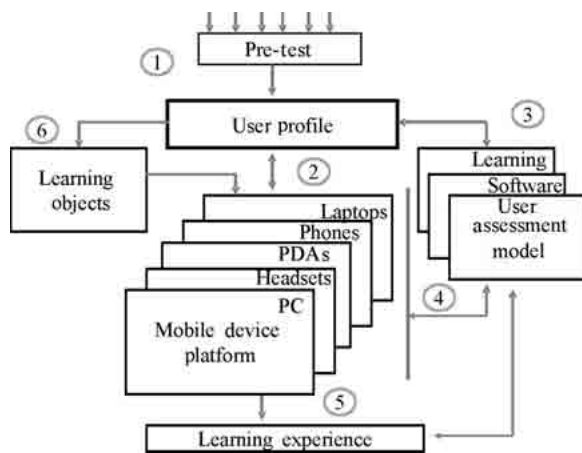 1
Pre-test
User profile
3
6
Learning
objects
2
Learning
Software
User
assessment
model
Laptops
Phones
PDAs
Headsets
PC
Mobile device
platform
4
5
Learning experience